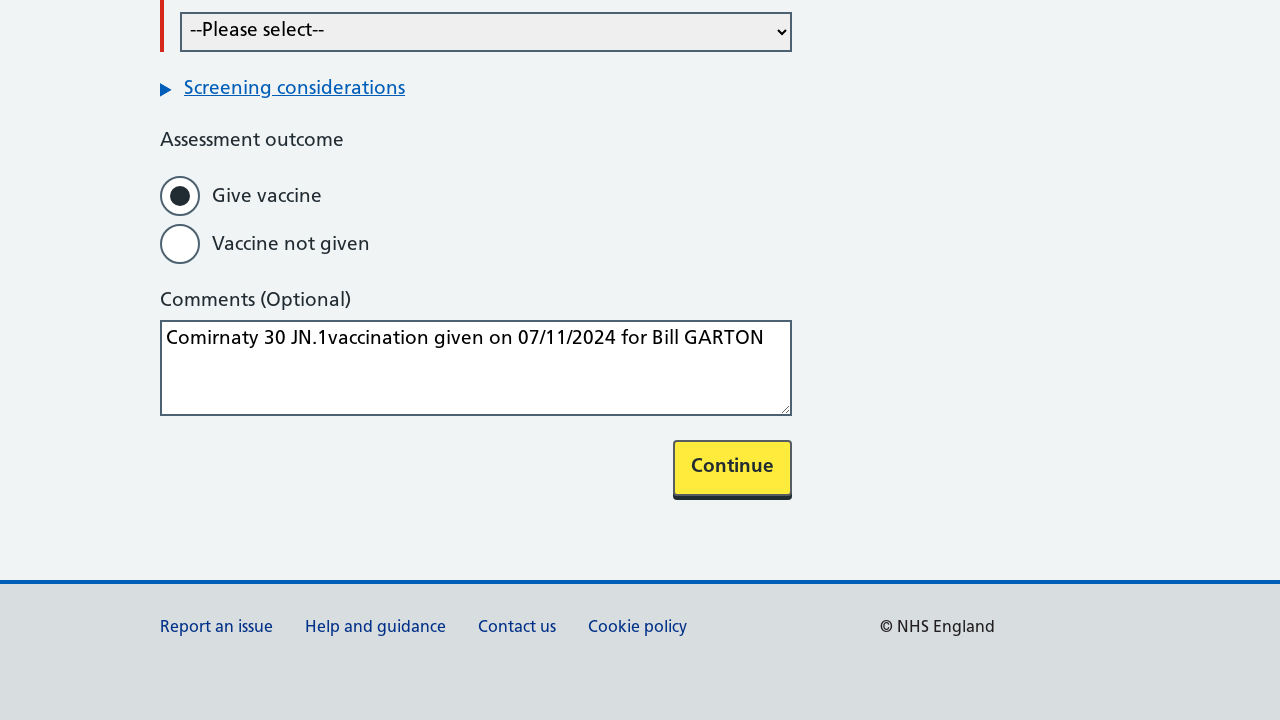 --Please select--
Screening considerations
Assessment outcome
Give vaccine
Vaccine not given
Comments (Optional)
Comirnaty 30 JN.1vaccination given on 07/11/2024 for Bill GARTON
Continue
Report an issue Help and guidance Contact us Cookie policy © NHS England